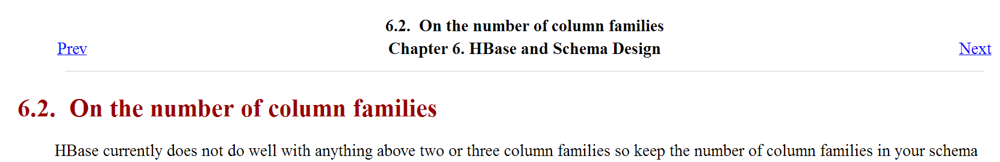 6.2. On the number of column families
Prev Chapter 6. HBase and Schema Design Next
6.2. On the number of column families
HBase currently does not do well with anything above two or three column families so keep the number of column families in your schema